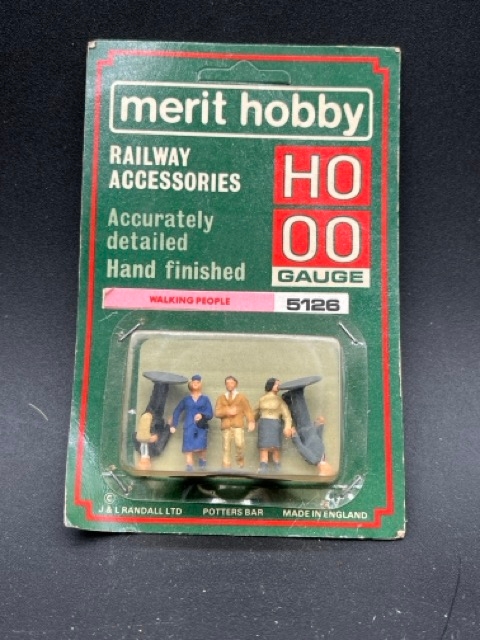 merit hobby
RAILWAY
ACCESSORIES
HO
OO
GAUGE
Accurately
detailed
Hand finished
WALKING PEOPLE
5126
©
J & L RANDALL LTD
POTTERS BAR
MADE IN ENGLAND